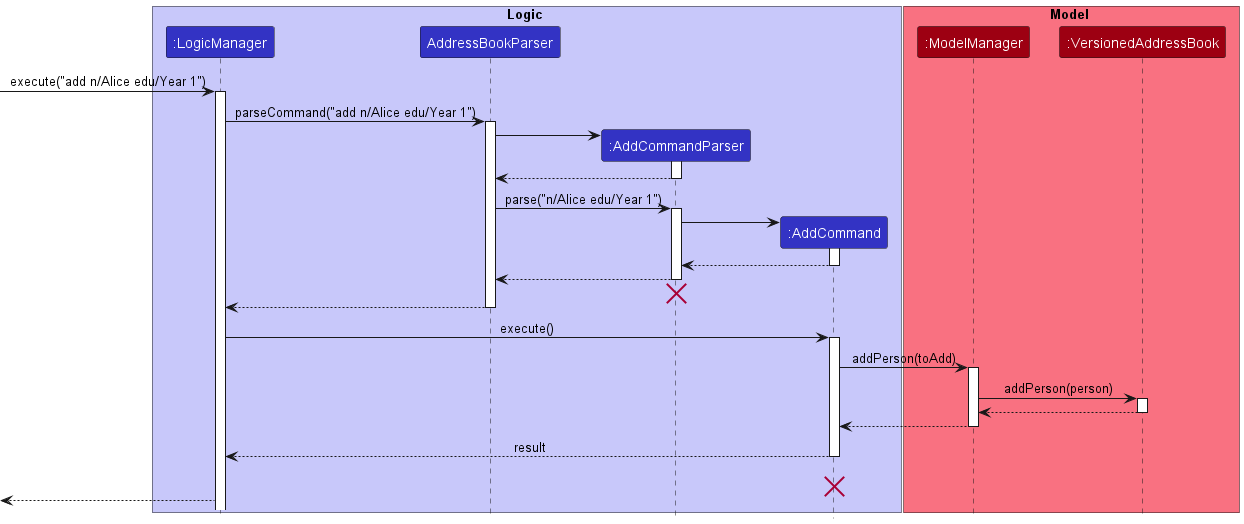 Logic
Model
:LogicManager
AddressBookParser
:ModelManager
:VersionedAddressBook
execute("add n/Alice edu/Year 1")
parseCommand("add n/Alice edu/Year 1")
:AddCommandParser
parse("n/Alice edu/Year 1")
:AddCommand
execute()
addPerson(toAdd)
addPerson(person)
result